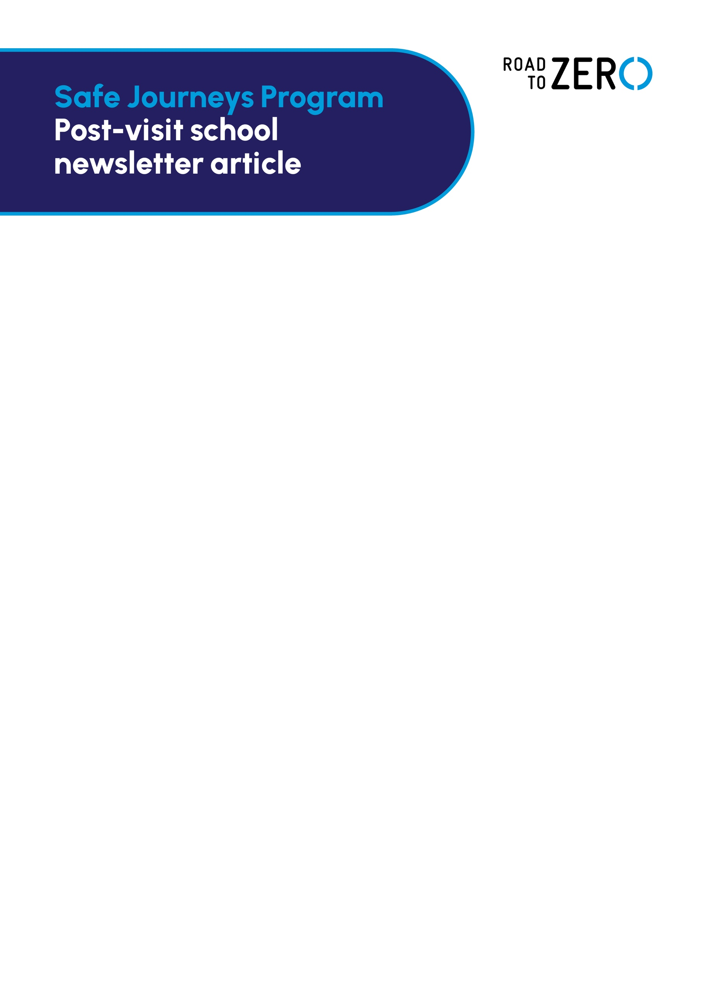 Safe Journeys Program
Post-visit school
newsletter article
ROAD
TO ZERO